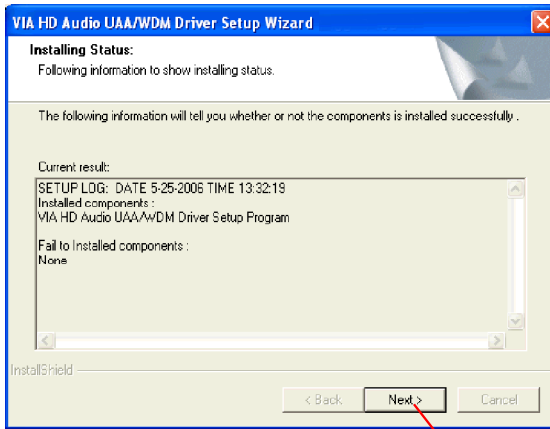 VIA HD Audio UAA/WDM Driver Setup Wizard
Installing Status:
Following information to show installing status.
The following information will tell you whether or not the components is installed successfully .
Current result:
SETUP LOG: DATE 5-25-2006 TIME 13:32:19
Installed components :
VIA HD Audio UAA/WDM Driver Setup Program
Fail to Installed components :
None
InstallShield
< Back
Next >
Cancel